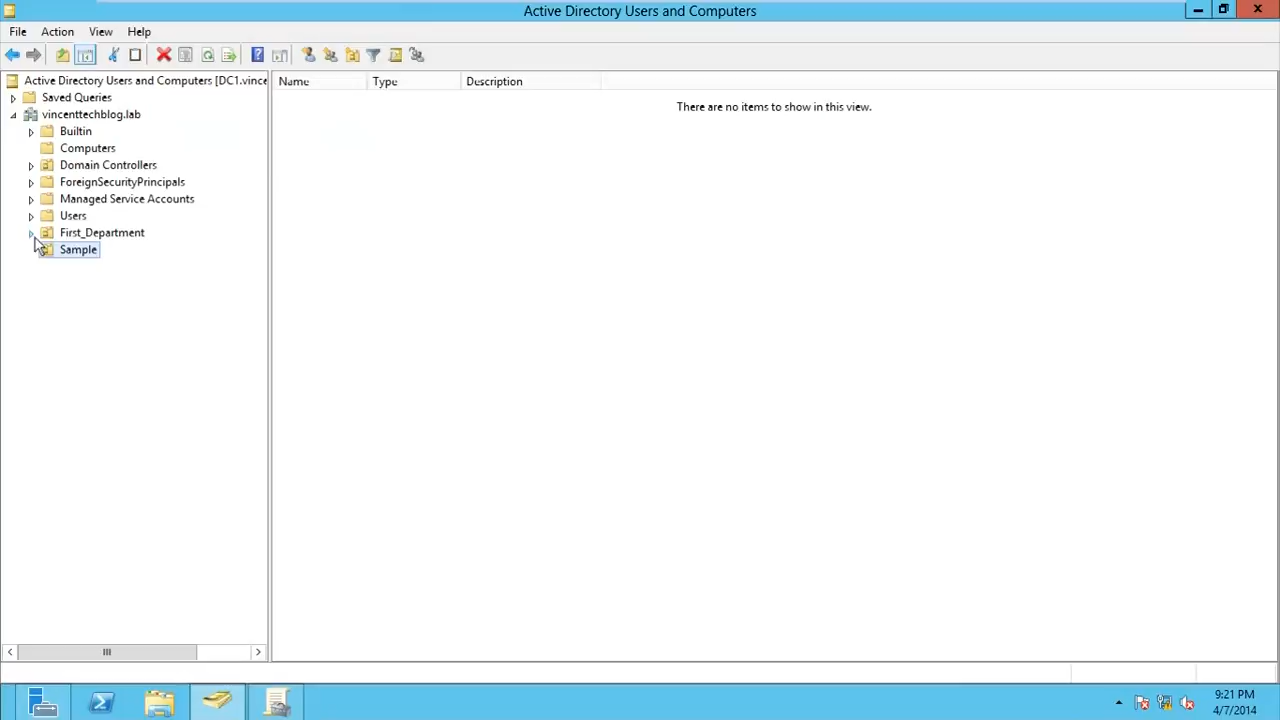 Active Directory Users and Computers
File Action View Help
Active Directory Users and Computers [DC1.vince
Name Type Description
Saved Queries
There are no items to show in this view.
vincenttechblog.lab
Builtin
Computers
Domain Controllers
ForeignSecurityPrincipals
Managed Service Accounts
Users
First_Department
Sample
9:21 PM
4/7/2014